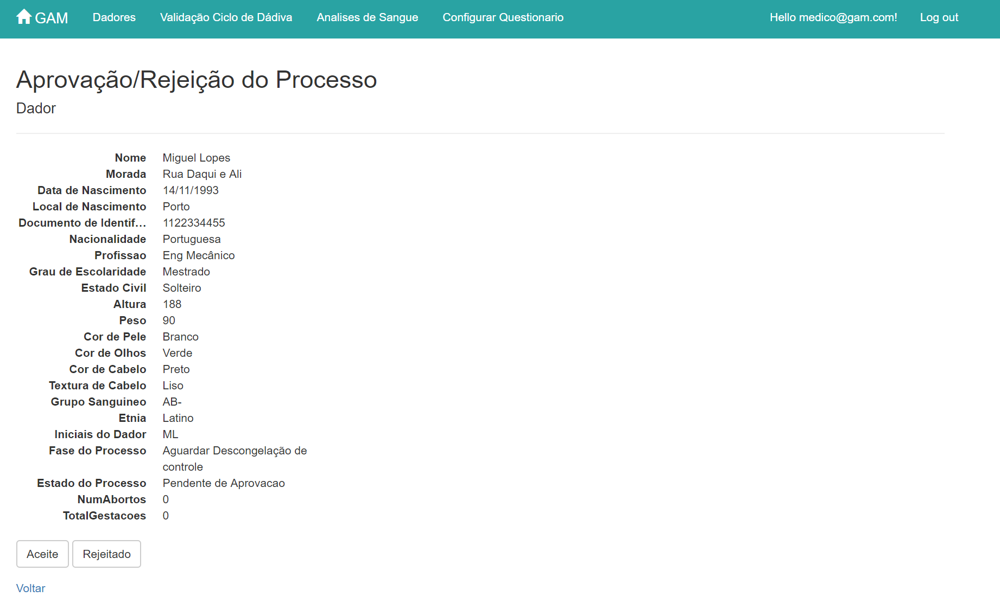 GAM Dadores Validação Ciclo de Dádiva Analises de Sangue Configurar Questionario Hello medico@gam.com! Log out
Aprovação/Rejeição do Processo
Dador
Nome Miguel Lopes
Morada Rua Daqui e Ali
Data de Nascimento 14/11/1993
Local de Nascimento Porto
Documento de Identif... 1122334455
Nacionalidade Portuguesa
Profissao Eng Mecânico
Grau de Escolaridade Mestrado
Estado Civil Solteiro
Altura 188
Peso 90
Cor de Pele Branco
Cor de Olhos Verde
Cor de Cabelo Preto
Textura de Cabelo Liso
Grupo Sanguineo AB-
Etnia Latino
Iniciais do Dador ML
Fase do Processo Aguardar Descongelação de
controle
Estado do Processo Pendente de Aprovacao
NumAbortos 0
TotalGestacoes 0
Aceite Rejeitado
Voltar